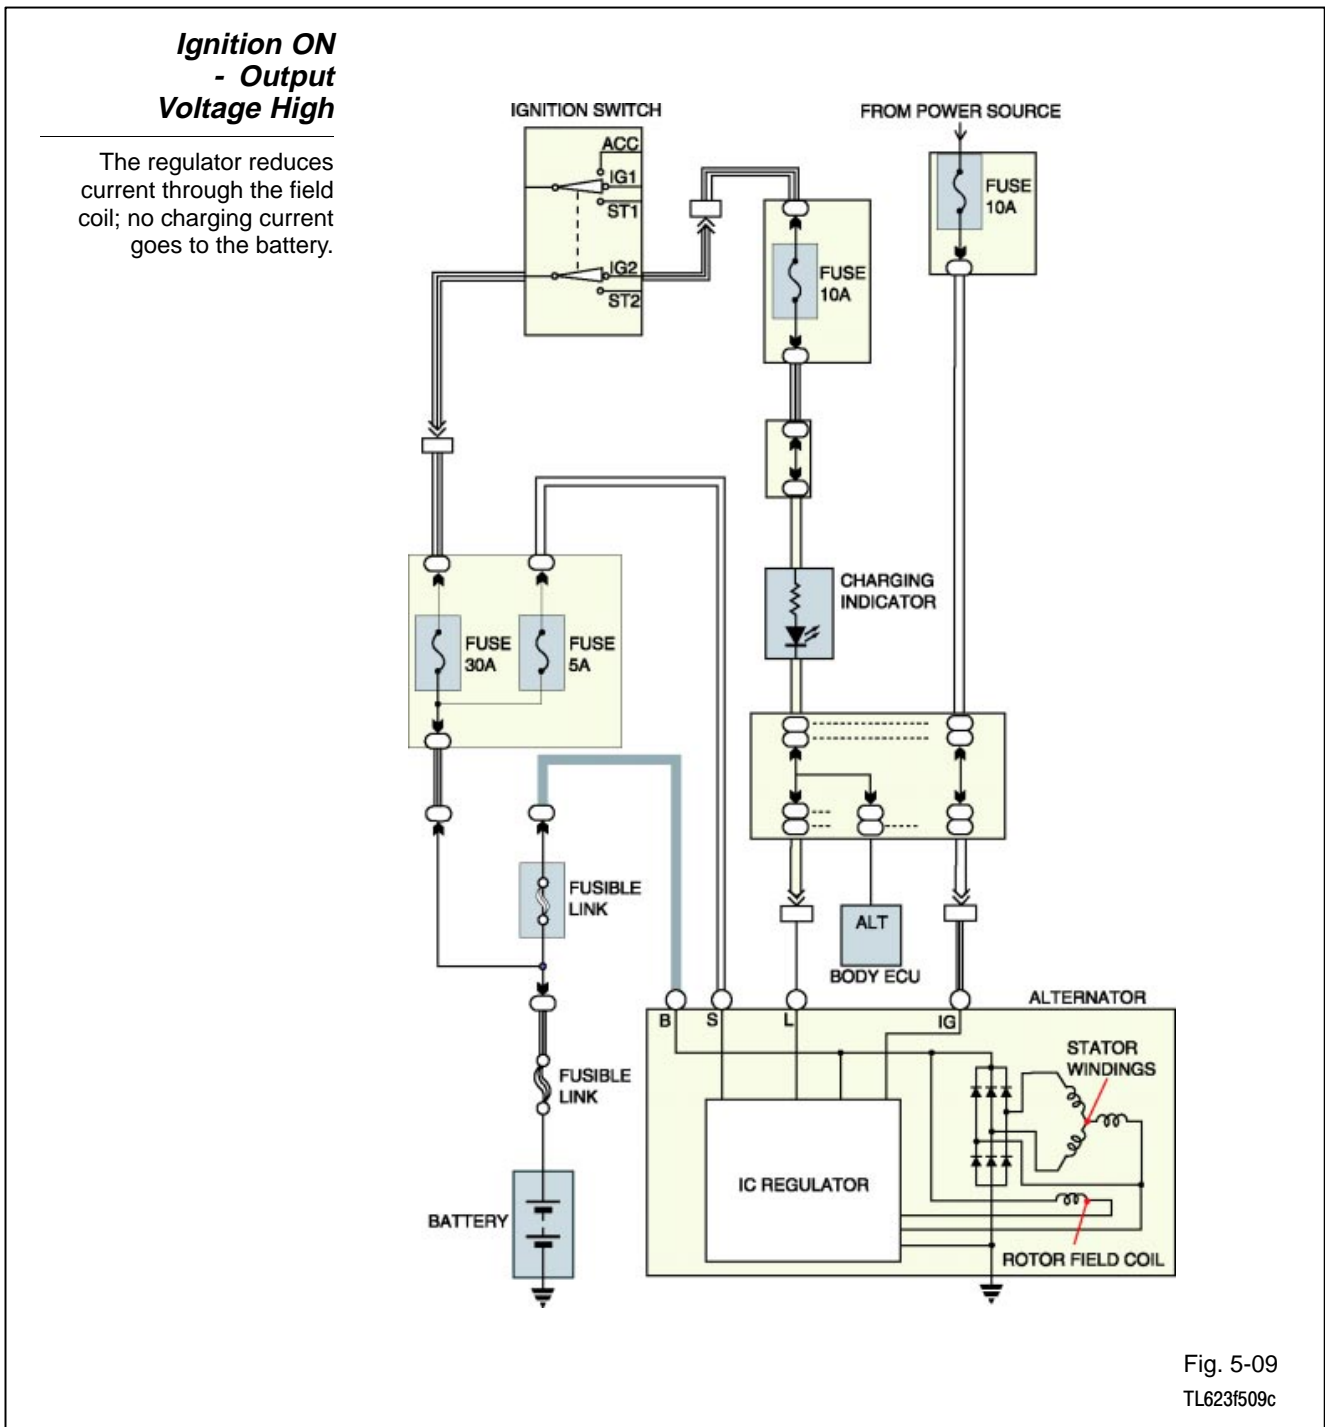 Ignition ON
- Output
Voltage High
The regulator reduces
current through the field
coil; no charging current
goes to the battery.
IGNITION SWITCH
FROM POWER SOURCE
ACC
IG1
ST1
IG2
ST2
FUSE
10A
FUSE
10A
CHARGING
INDICATOR
FUSE
30A
FUSE
5A
FUSIBLE
LINK
ALT
BODY ECU
ALTERNATOR
B
S
L
IG
STATOR
WINDINGS
FUSIBLE
LINK
IC REGULATOR
BATTERY
ROTOR FIELD COIL
Fig. 5-09
TL623f509c